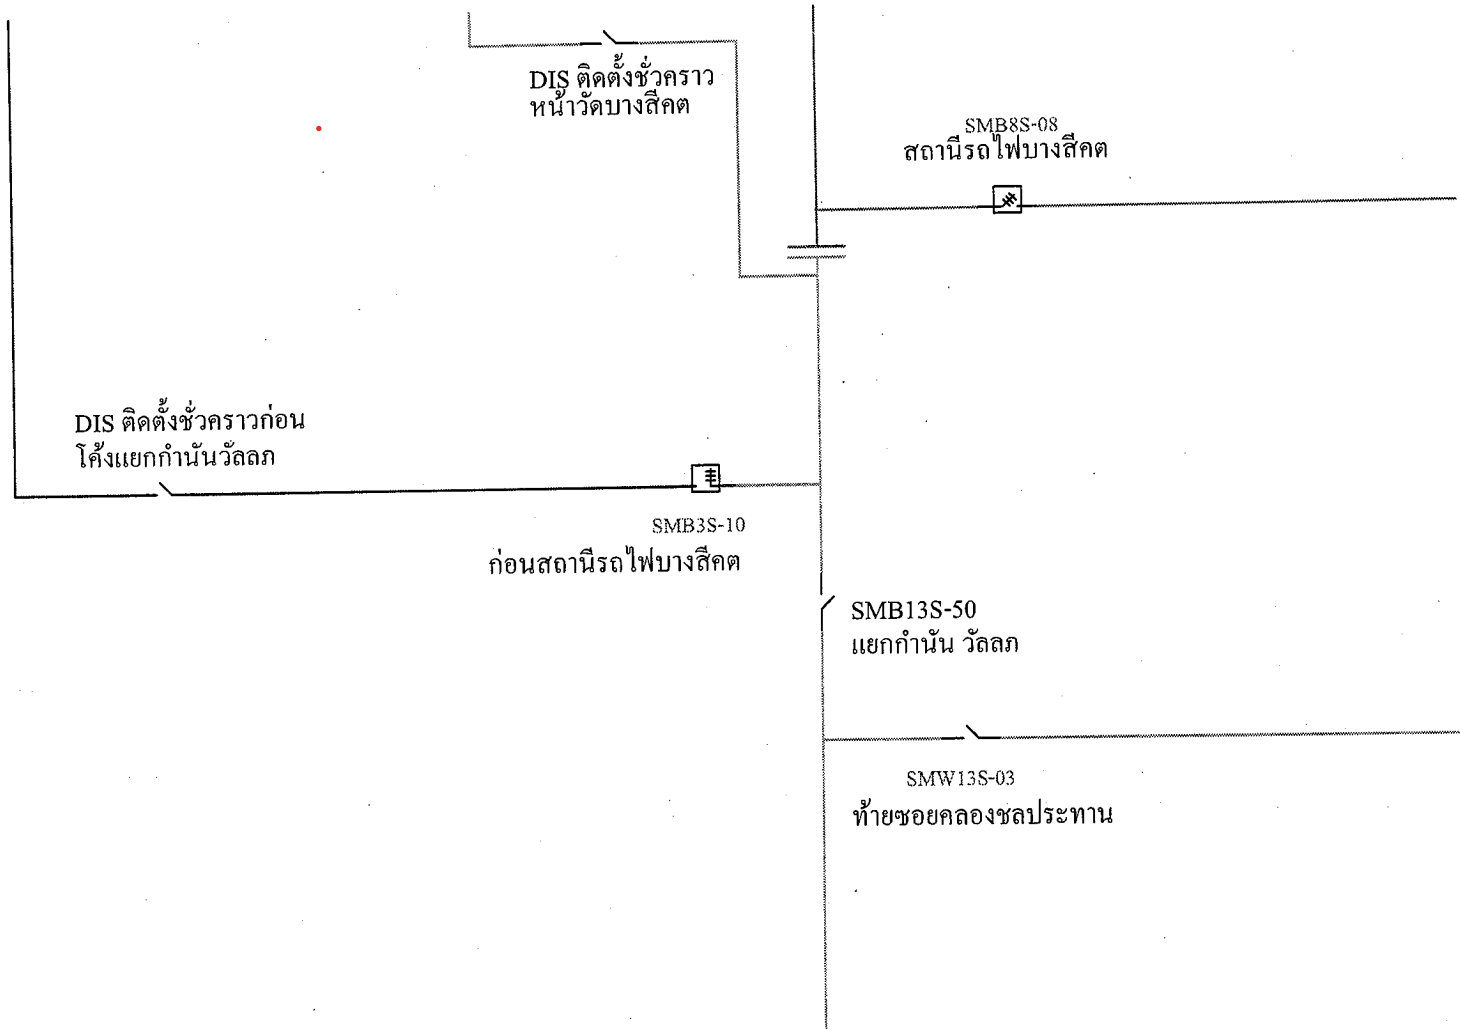 DIS ติดตั้งชั่วคราว
หน้าวัดบางสีคต
SMB8S-08
สถานีรถไฟบางสีคต
DIS ติดตั้งชั่วคราวก่อน
โค้งแยกกำนันวัลลภ
SMB3S-10
ก่อนสถานีรถไฟบางสีคต
SMB13S-50
แยกกำนัน วัลลภ
SMW13S-03
ท้ายซอยคลองชลประทาน